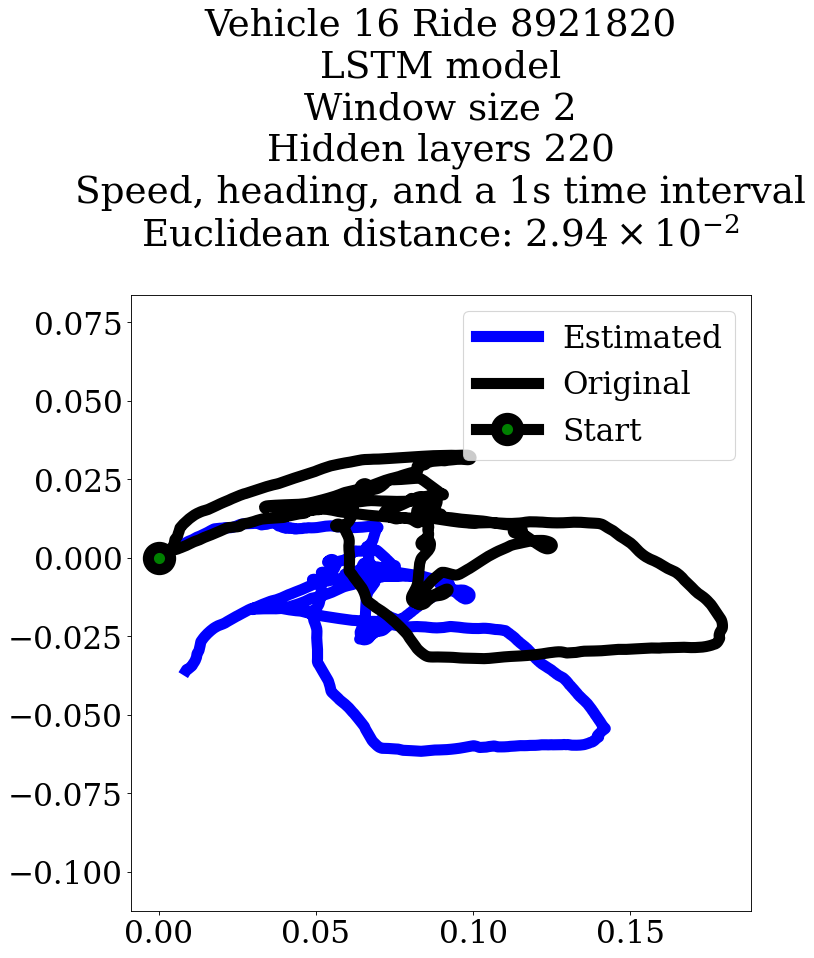 Vehicle 16 Ride 8921820
LSTM model
Window size 2
Hidden layers 220
Speed, heading, and a 1s time interval
Euclidean distance: 2.94 × 10⁻²
Estimated
Original
Start
0.075
0.050
0.025
0.000
−0.025
−0.050
−0.075
−0.100
0.00 0.05 0.10 0.15